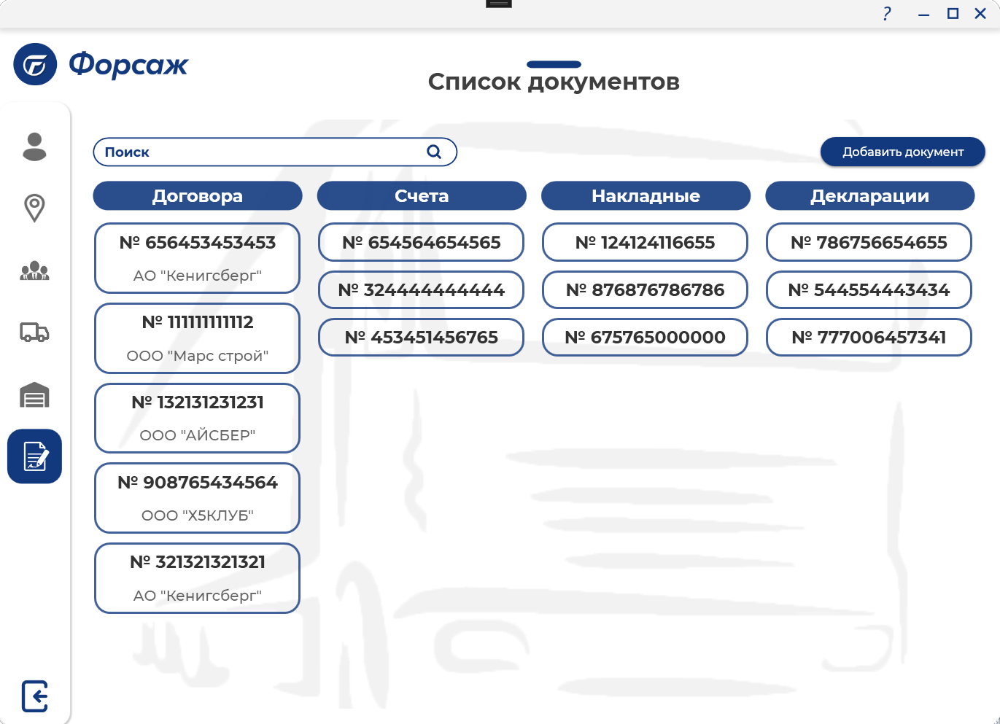 ?
Форсаж
Список документов
Поиск
Добавить документ
Договора
Счета
Накладные
Декларации
№ 656453453453
АО "Кенигсберг"
№ 111111111112
ООО "Марс строй"
№ 132131231231
ООО "АЙСБЕР"
№ 908765434564
ООО "Х5КЛУБ"
№ 321321321321
АО "Кенигсберг"
№ 654564654565
№ 324444444444
№ 453451456765
№ 124124116655
№ 876876786786
№ 675765000000
№ 786756654655
№ 544554443434
№ 777006457341